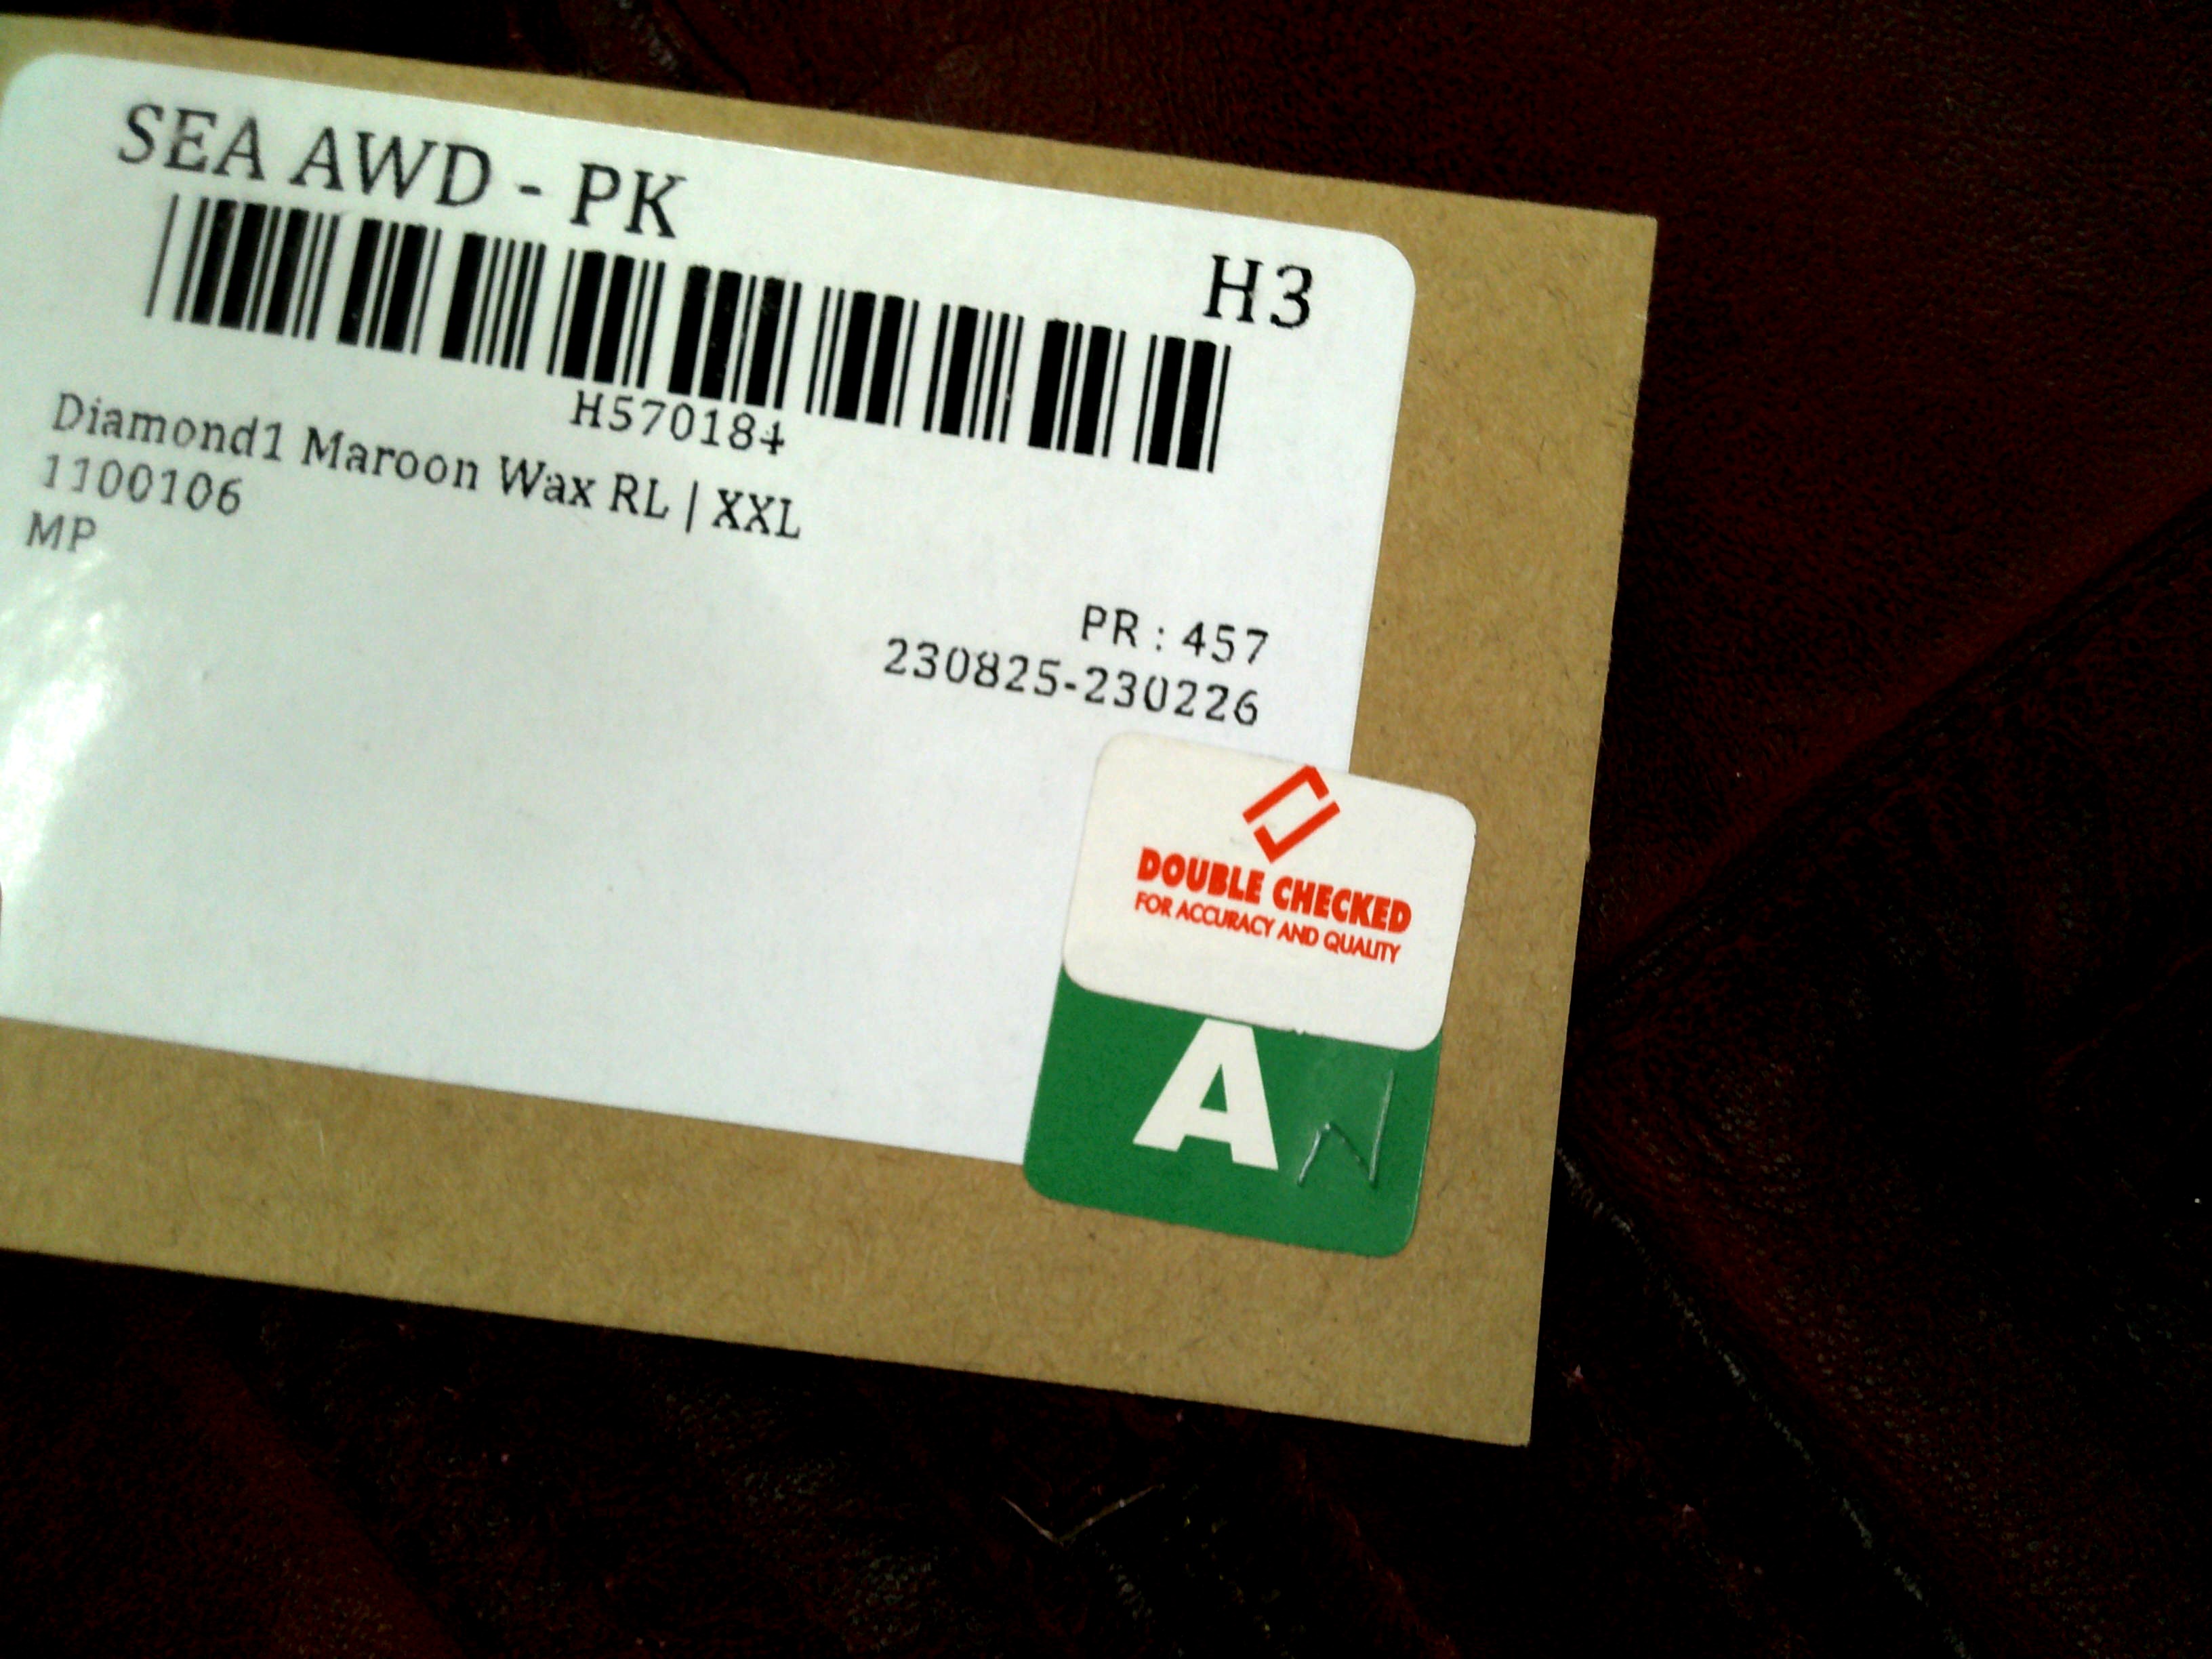 SEA AWD - PK
H3
H570184
Diamond1 Maroon Wax RL | XXL
1100106
MP
PR : 457
230825-230226
DOUBLE CHECKED
FOR ACCURACY AND QUALITY
A